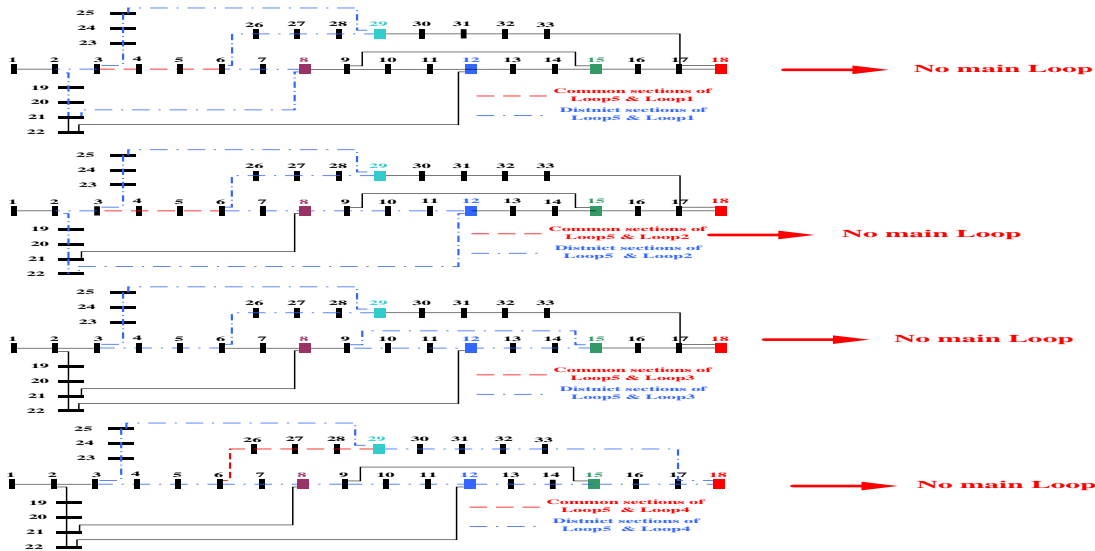 25
24
23
26 27 28 29 30 31 32 33
1 2 3 4 5 6 7 8 9 10 11 12 13 14 15 16 17 18
19
20
21
22
Common sections of
Loop5 & Loop1
Distnict sections of
Loop5 & Loop1
No main Loop
25
24
23
26 27 28 29 30 31 32 33
1 2 3 4 5 6 7 8 9 10 11 12 13 14 15 16 17 18
19
20
21
22
Common sections of
Loop5 & Loop2
Distnict sections of
Loop5 & Loop2
No main Loop
25
24
23
26 27 28 29 30 31 32 33
1 2 3 4 5 6 7 8 9 10 11 12 13 14 15 16 17 18
19
20
21
22
Common sections of
Loop5 & Loop3
Distnict sections of
Loop5 & Loop3
No main Loop
25
24
23
26 27 28 29 30 31 32 33
1 2 3 4 5 6 7 8 9 10 11 12 13 14 15 16 17 18
19
20
21
22
Common sections of
Loop5 & Loop4
Distnict sections of
Loop5 & Loop4
No main Loop